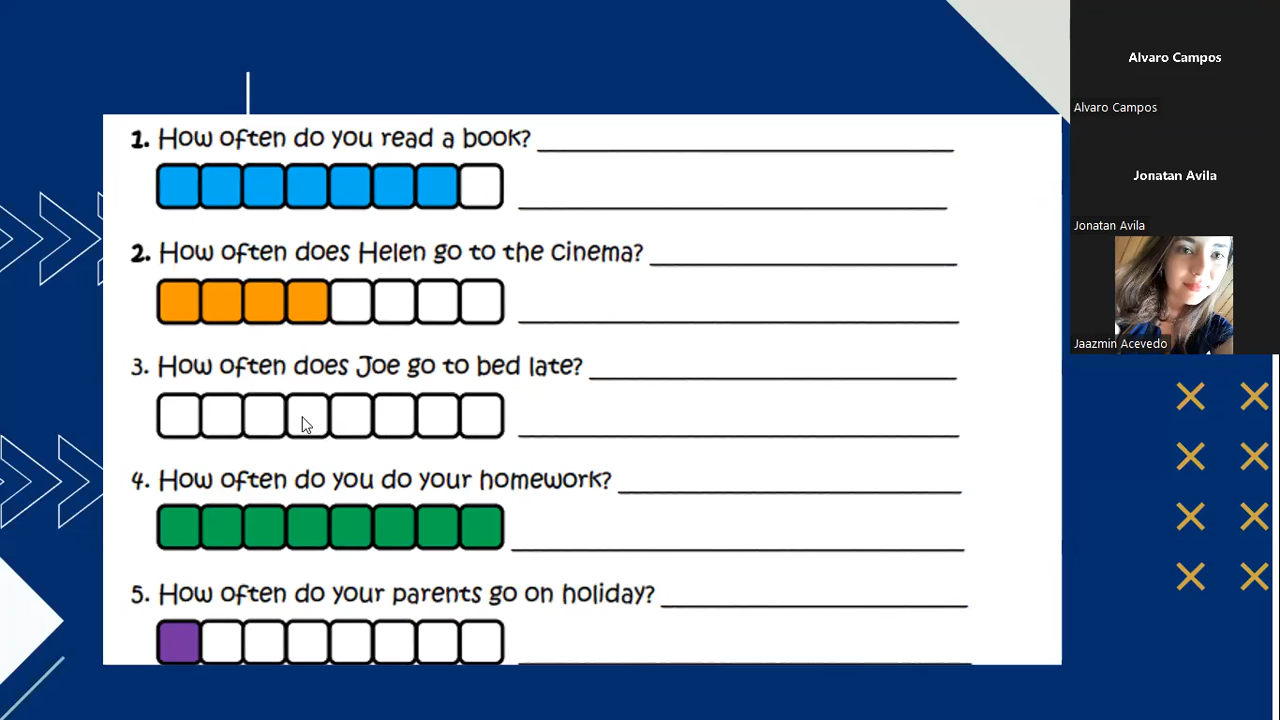 1. How often do you read a book?
2. How often does Helen go to the cinema?
3. How often does Joe go to bed late?
4. How often do you do your homework?
5. How often do your parents go on holiday?
Alvaro Campos
Alvaro Campos
Jonatan Avila
Jonatan Avila
Jaazmin Acevedo